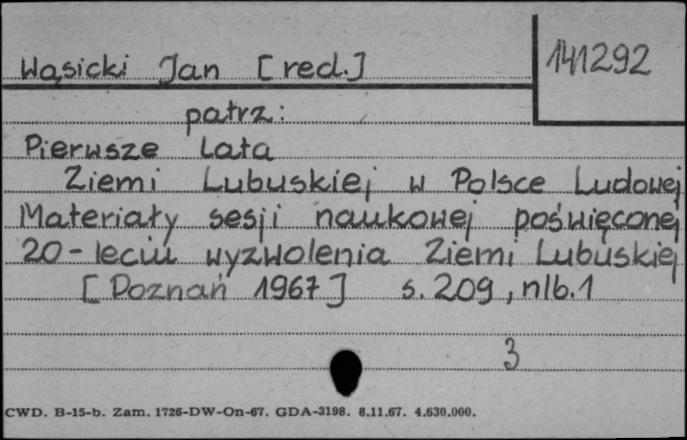 Wąsicki Jan [red.]
141292
patrz:
Pierwsze Lata
Ziemi Lubuskiej w Polsce Ludowej
Materiały sesji naukowej poświęconej
20-leciu wyzwolenia Ziemi Lubuskiej
[Poznań 1967] s. 209, nlb. 1
3
CWD. B-15-b. Zam. 1726-DW-On-67. GDA-3198. 8.11.67. 4.630.000.